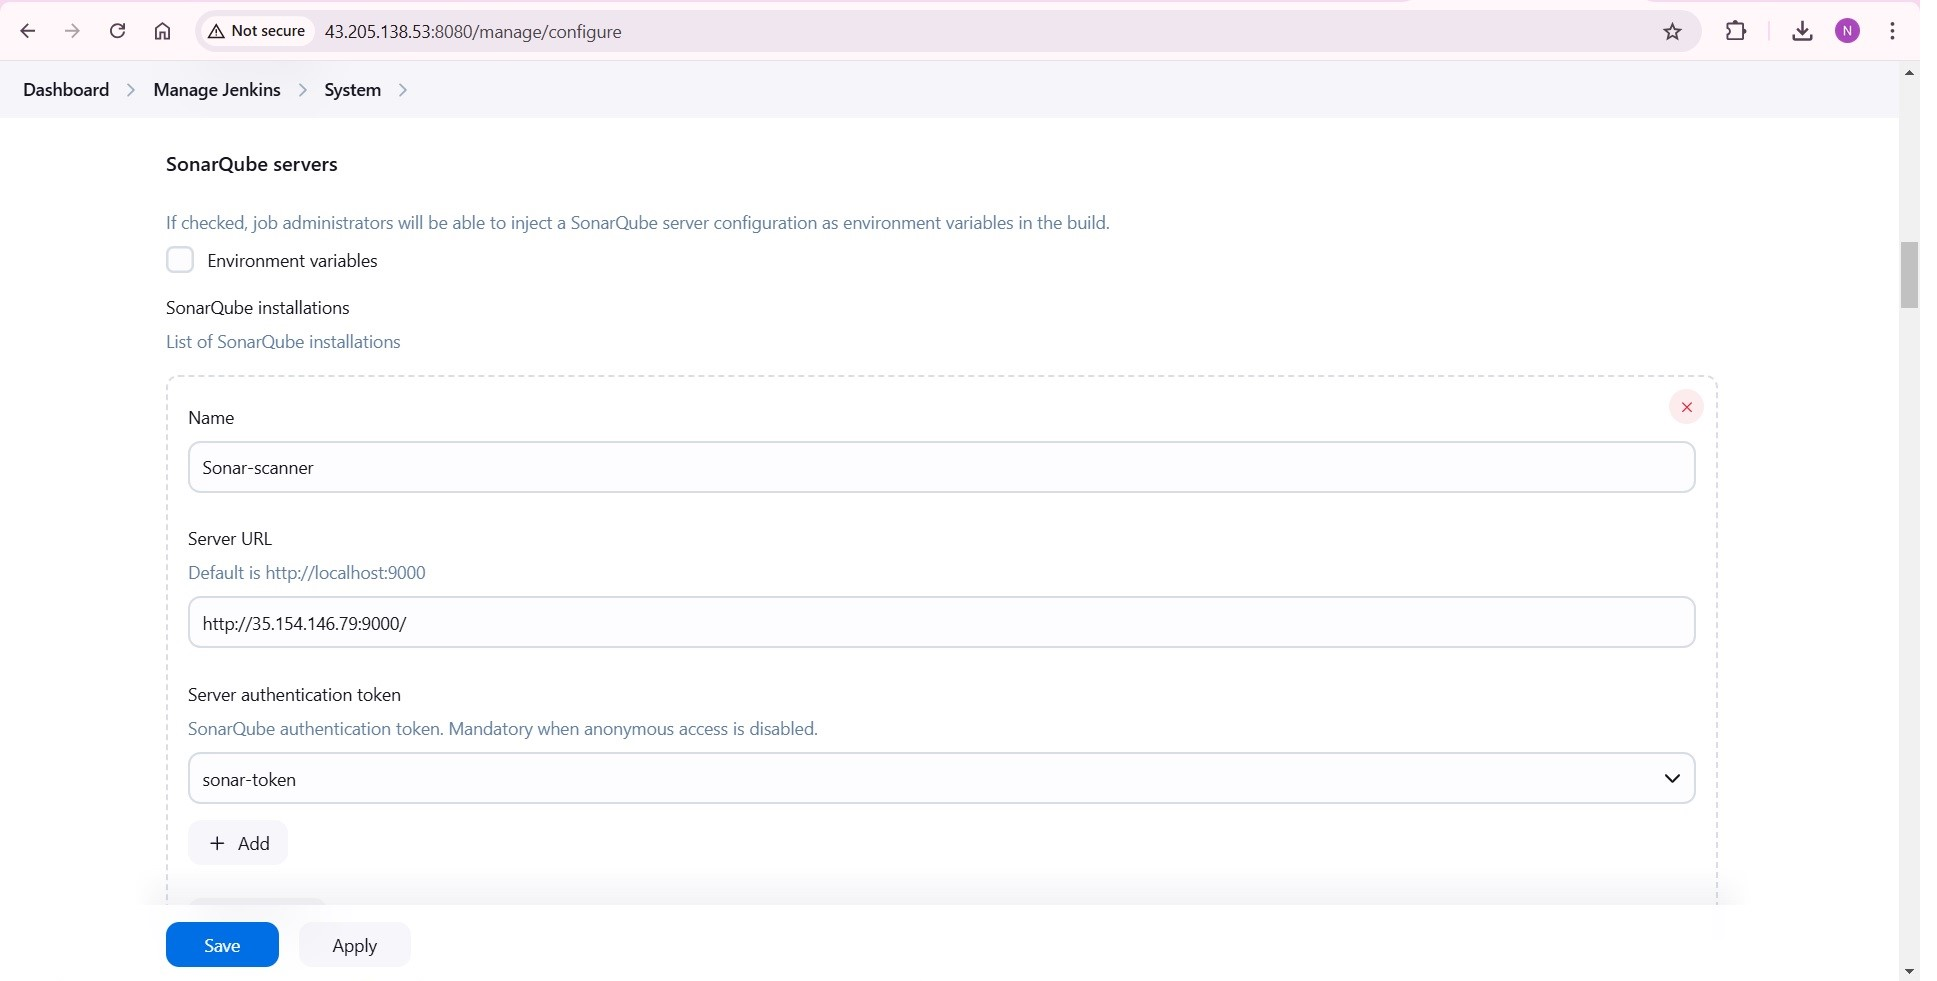 Not secure 43.205.138.53:8080/manage/configure N
Dashboard Manage Jenkins System
SonarQube servers
If checked, job administrators will be able to inject a SonarQube server configuration as environment variables in the build.
Environment variables
SonarQube installations
List of SonarQube installations
Name
Sonar-scanner
Server URL
Default is http://localhost:9000
http://35.154.146.79:9000/
Server authentication token
SonarQube authentication token. Mandatory when anonymous access is disabled.
sonar-token
+ Add
Save Apply